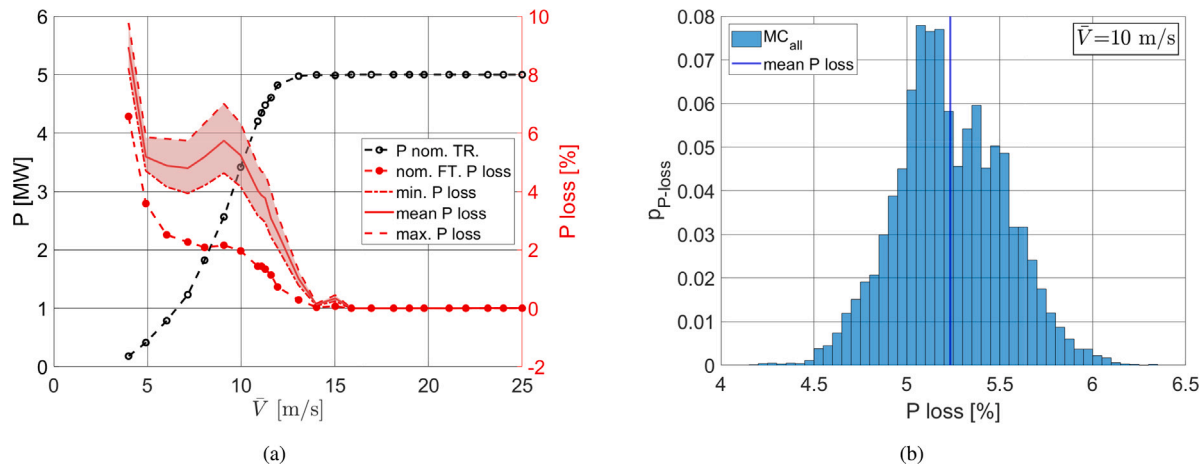 6
5
4
3
2
1
0
P [MW]
10
8
6
4
2
0
-2
P loss [%]
P nom. TR.
nom. FT. P loss
min. P loss
mean P loss
max. P loss
0
5
10
15
20
25
V̄ [m/s]
(a)
0.08
0.07
0.06
0.05
0.04
0.03
0.02
0.01
0
pP-loss
MCall
mean P loss
V̄=10 m/s
4
4.5
5
5.5
6
6.5
P loss [%]
(b)